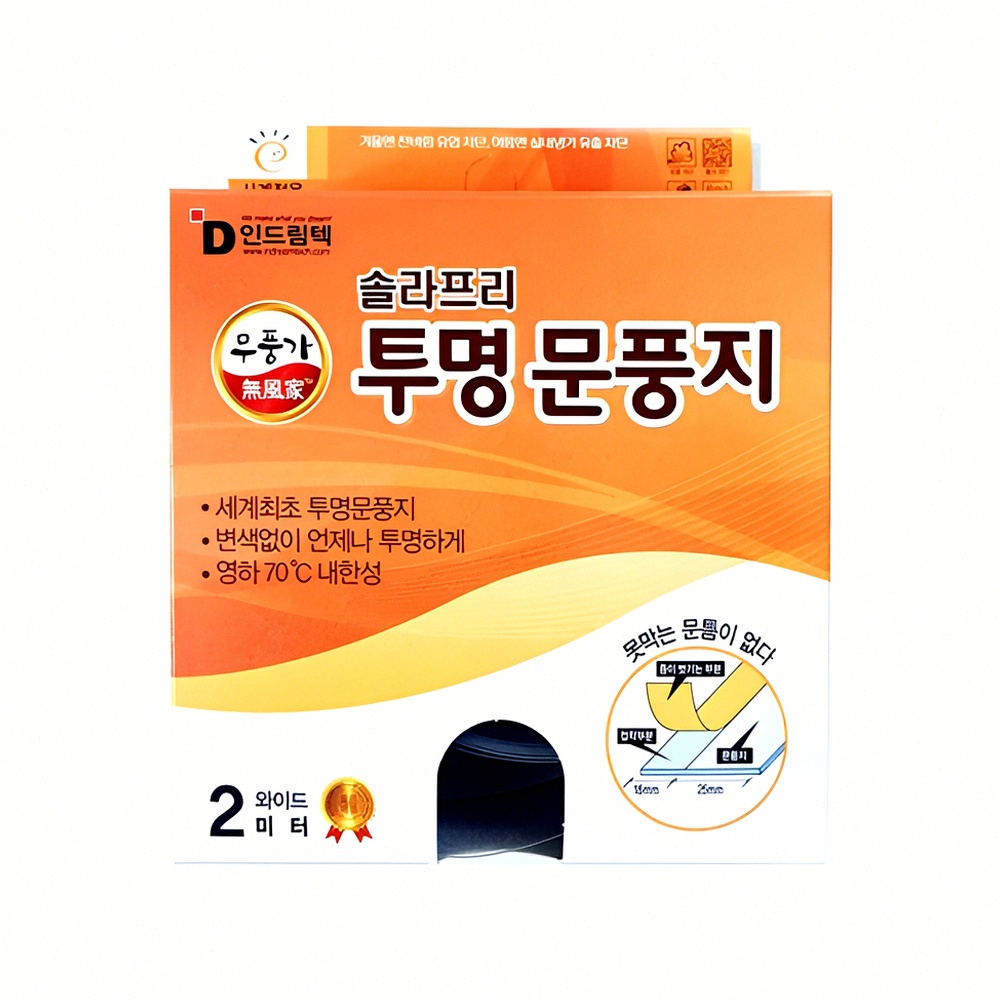 겨울엔 찬바람 유입 차단, 여름엔 실내냉기 유출 차단
D 인드림텍
솔라프리
투명 문풍지
무풍가
無風家
• 세계최초 투명문풍지
• 변색없이 언제나 투명하게
• 영하 70℃ 내한성
못막는 문틈이 없다
2 와이드
미 터